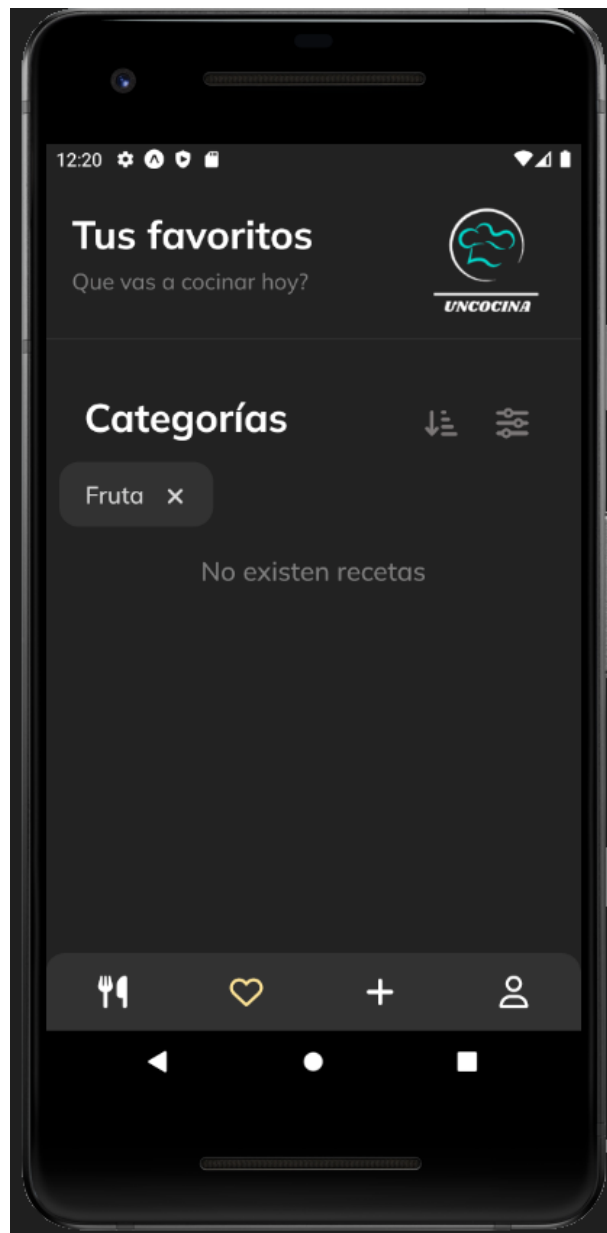 12:20
Tus favoritos
Que vas a cocinar hoy?
UNCOCINA
Categorías
Fruta ×
No existen recetas